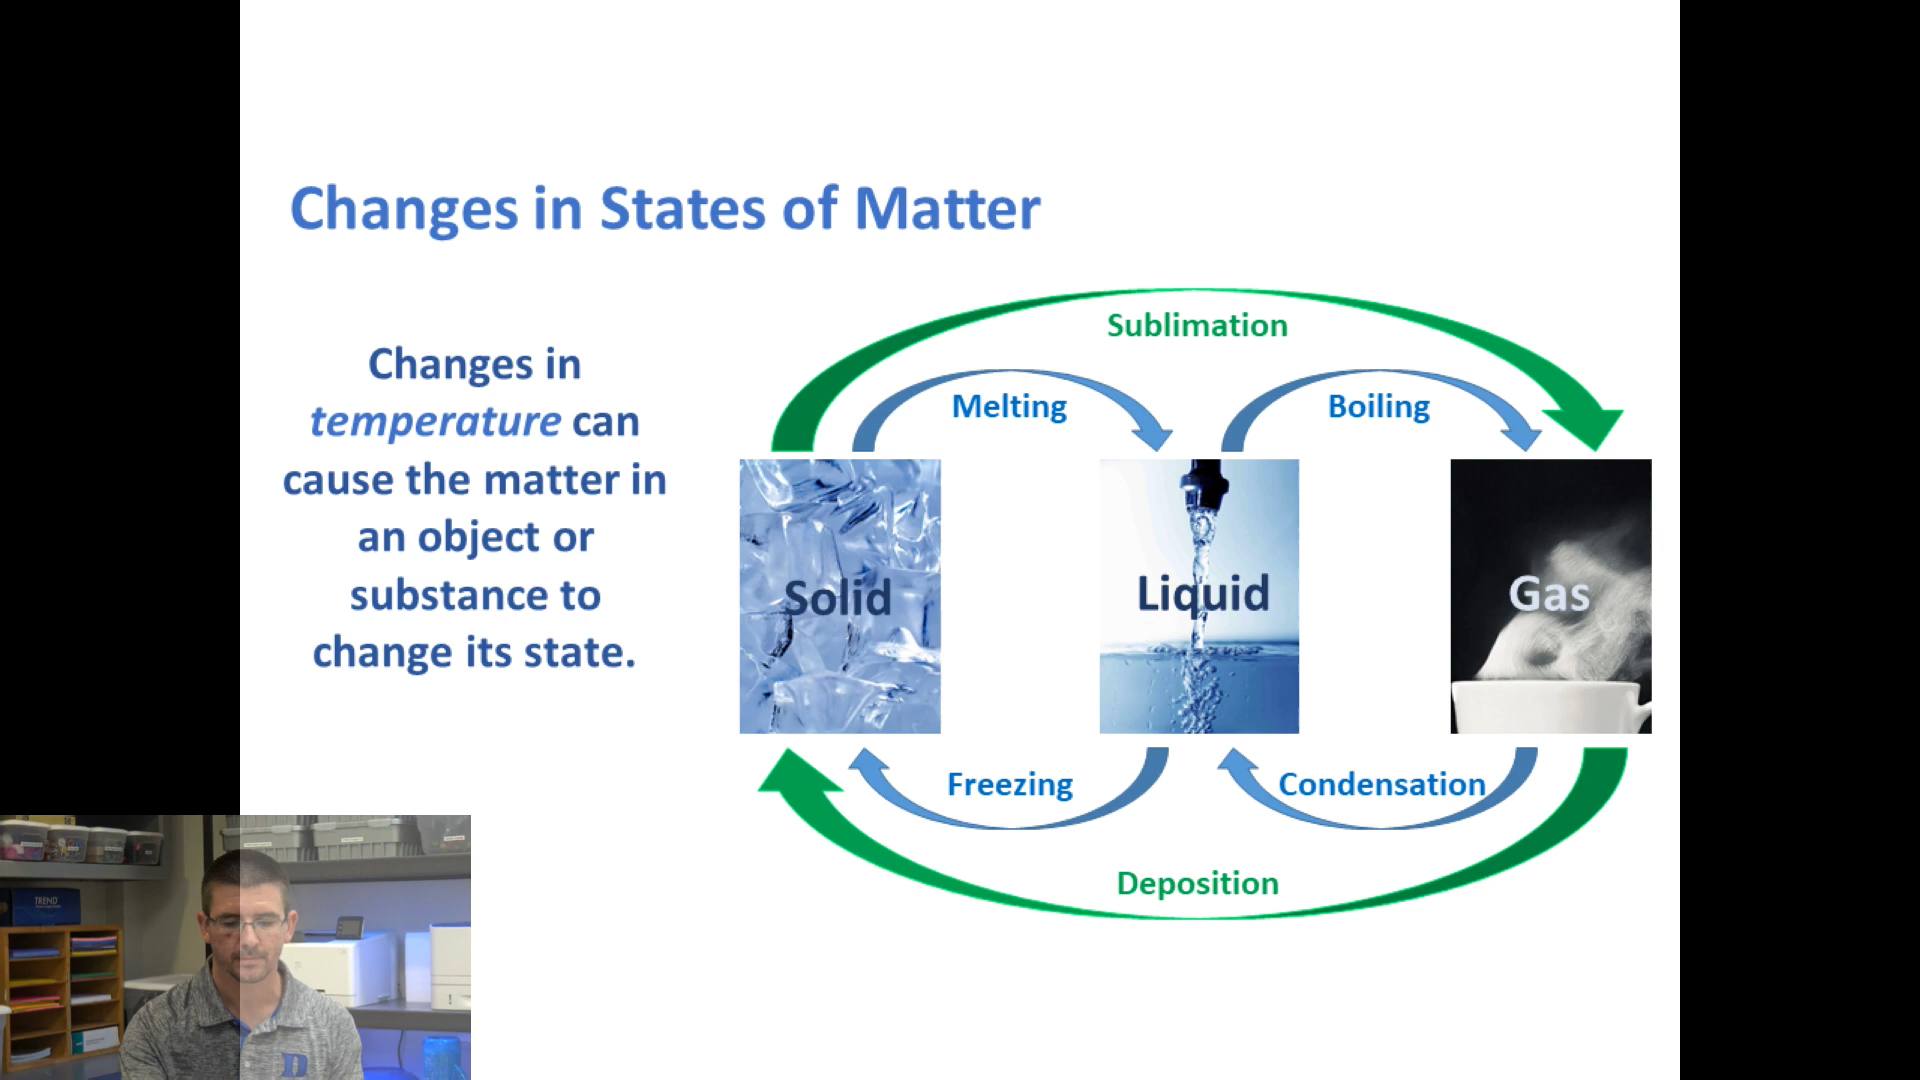 Changes in States of Matter
Changes in
temperature can
cause the matter in
an object or
substance to
change its state.
Sublimation
Melting
Boiling
Solid
Liquid
Gas
Freezing
Condensation
Deposition
TREND
D